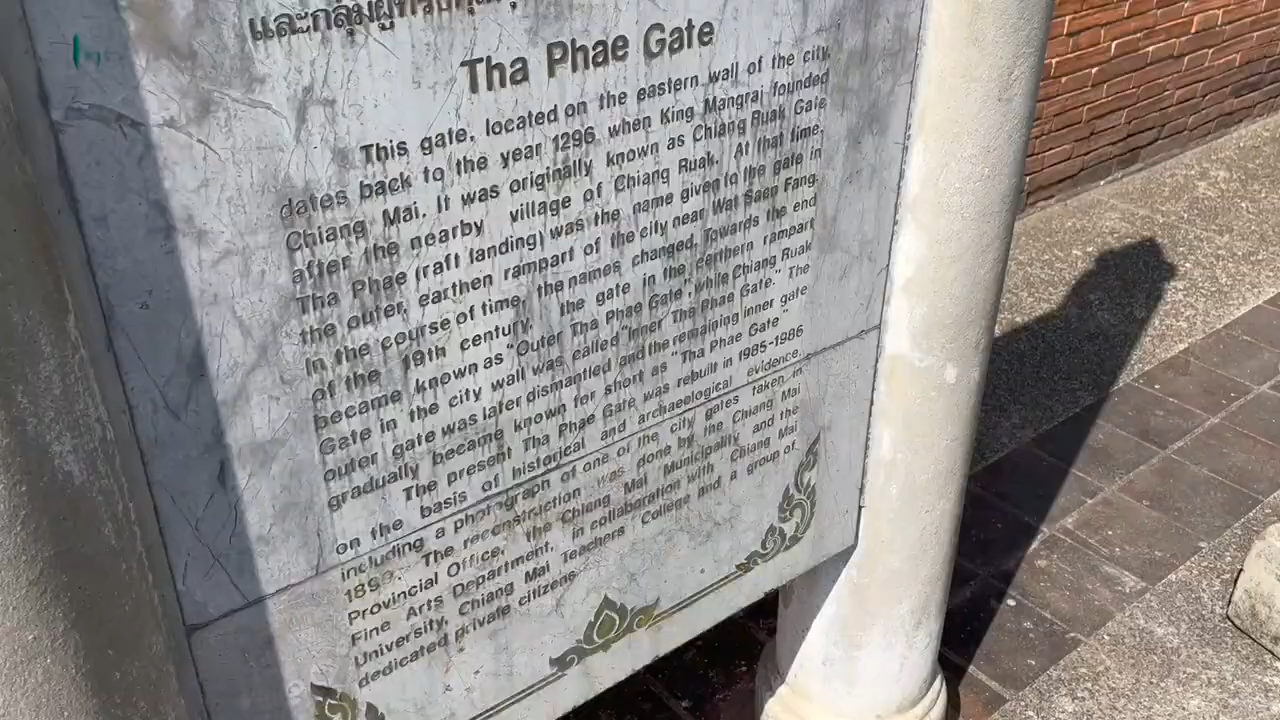 และกลุ่มผู้
Tha Phae Gate
This gate, located on the eastern wall of the city,
dates back to the year 1296 when King Mangrai founded
Chiang Mai. It was originally known as Chiang Ruak Gate
after the nearby village of Chiang Ruak. At that time,
Tha Phae (raft landing) was the name given to the gate in
the outer, earthen rampart of the city near Wat Saen Fang.
In the course of time, the names changed. Towards the end
of the 19th century, the gate in the earthern rampart
became known as "Outer Tha Phae Gate", while Chiang Ruak
Gate in the city wall was called "Inner Tha Phae Gate." The
outer gate was later dismantled and the remaining inner gate
gradually became known for short as "Tha Phae Gate".
The present Tha Phae Gate was rebuilt in 1985-1986
on the basis of historical and archaeological evidence,
including a photograph of one of the city gates taken in
1899. The reconstruction was done by the Chiang Mai
Provincial Office, the Chiang Mai Municipality and the
Fine Arts Department, in collaboration with Chiang Mai
University, Chiang Mai Teachers' College and a group of
dedicated private citizens.